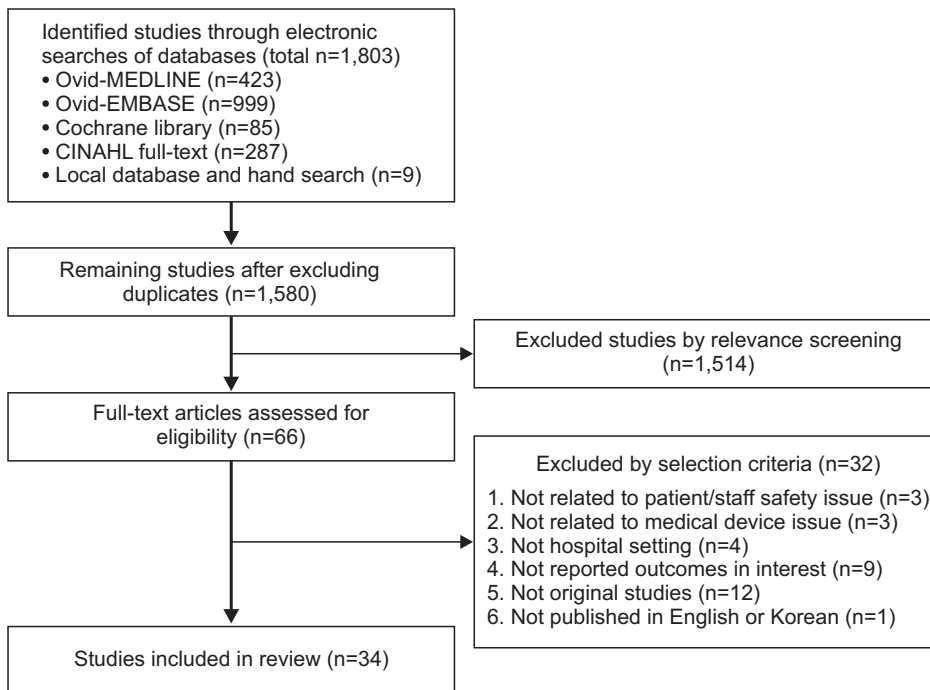 Identified studies through electronic
searches of databases (total n=1,803)
• Ovid-MEDLINE (n=423)
• Ovid-EMBASE (n=999)
• Cochrane library (n=85)
• CINAHL full-text (n=287)
• Local database and hand search (n=9)
Remaining studies after excluding
duplicates (n=1,580)
Excluded studies by relevance screening
(n=1,514)
Full-text articles assessed for
eligibility (n=66)
Excluded by selection criteria (n=32)
1. Not related to patient/staff safety issue (n=3)
2. Not related to medical device issue (n=3)
3. Not hospital setting (n=4)
4. Not reported outcomes in interest (n=9)
5. Not original studies (n=12)
6. Not published in English or Korean (n=1)
Studies included in review (n=34)